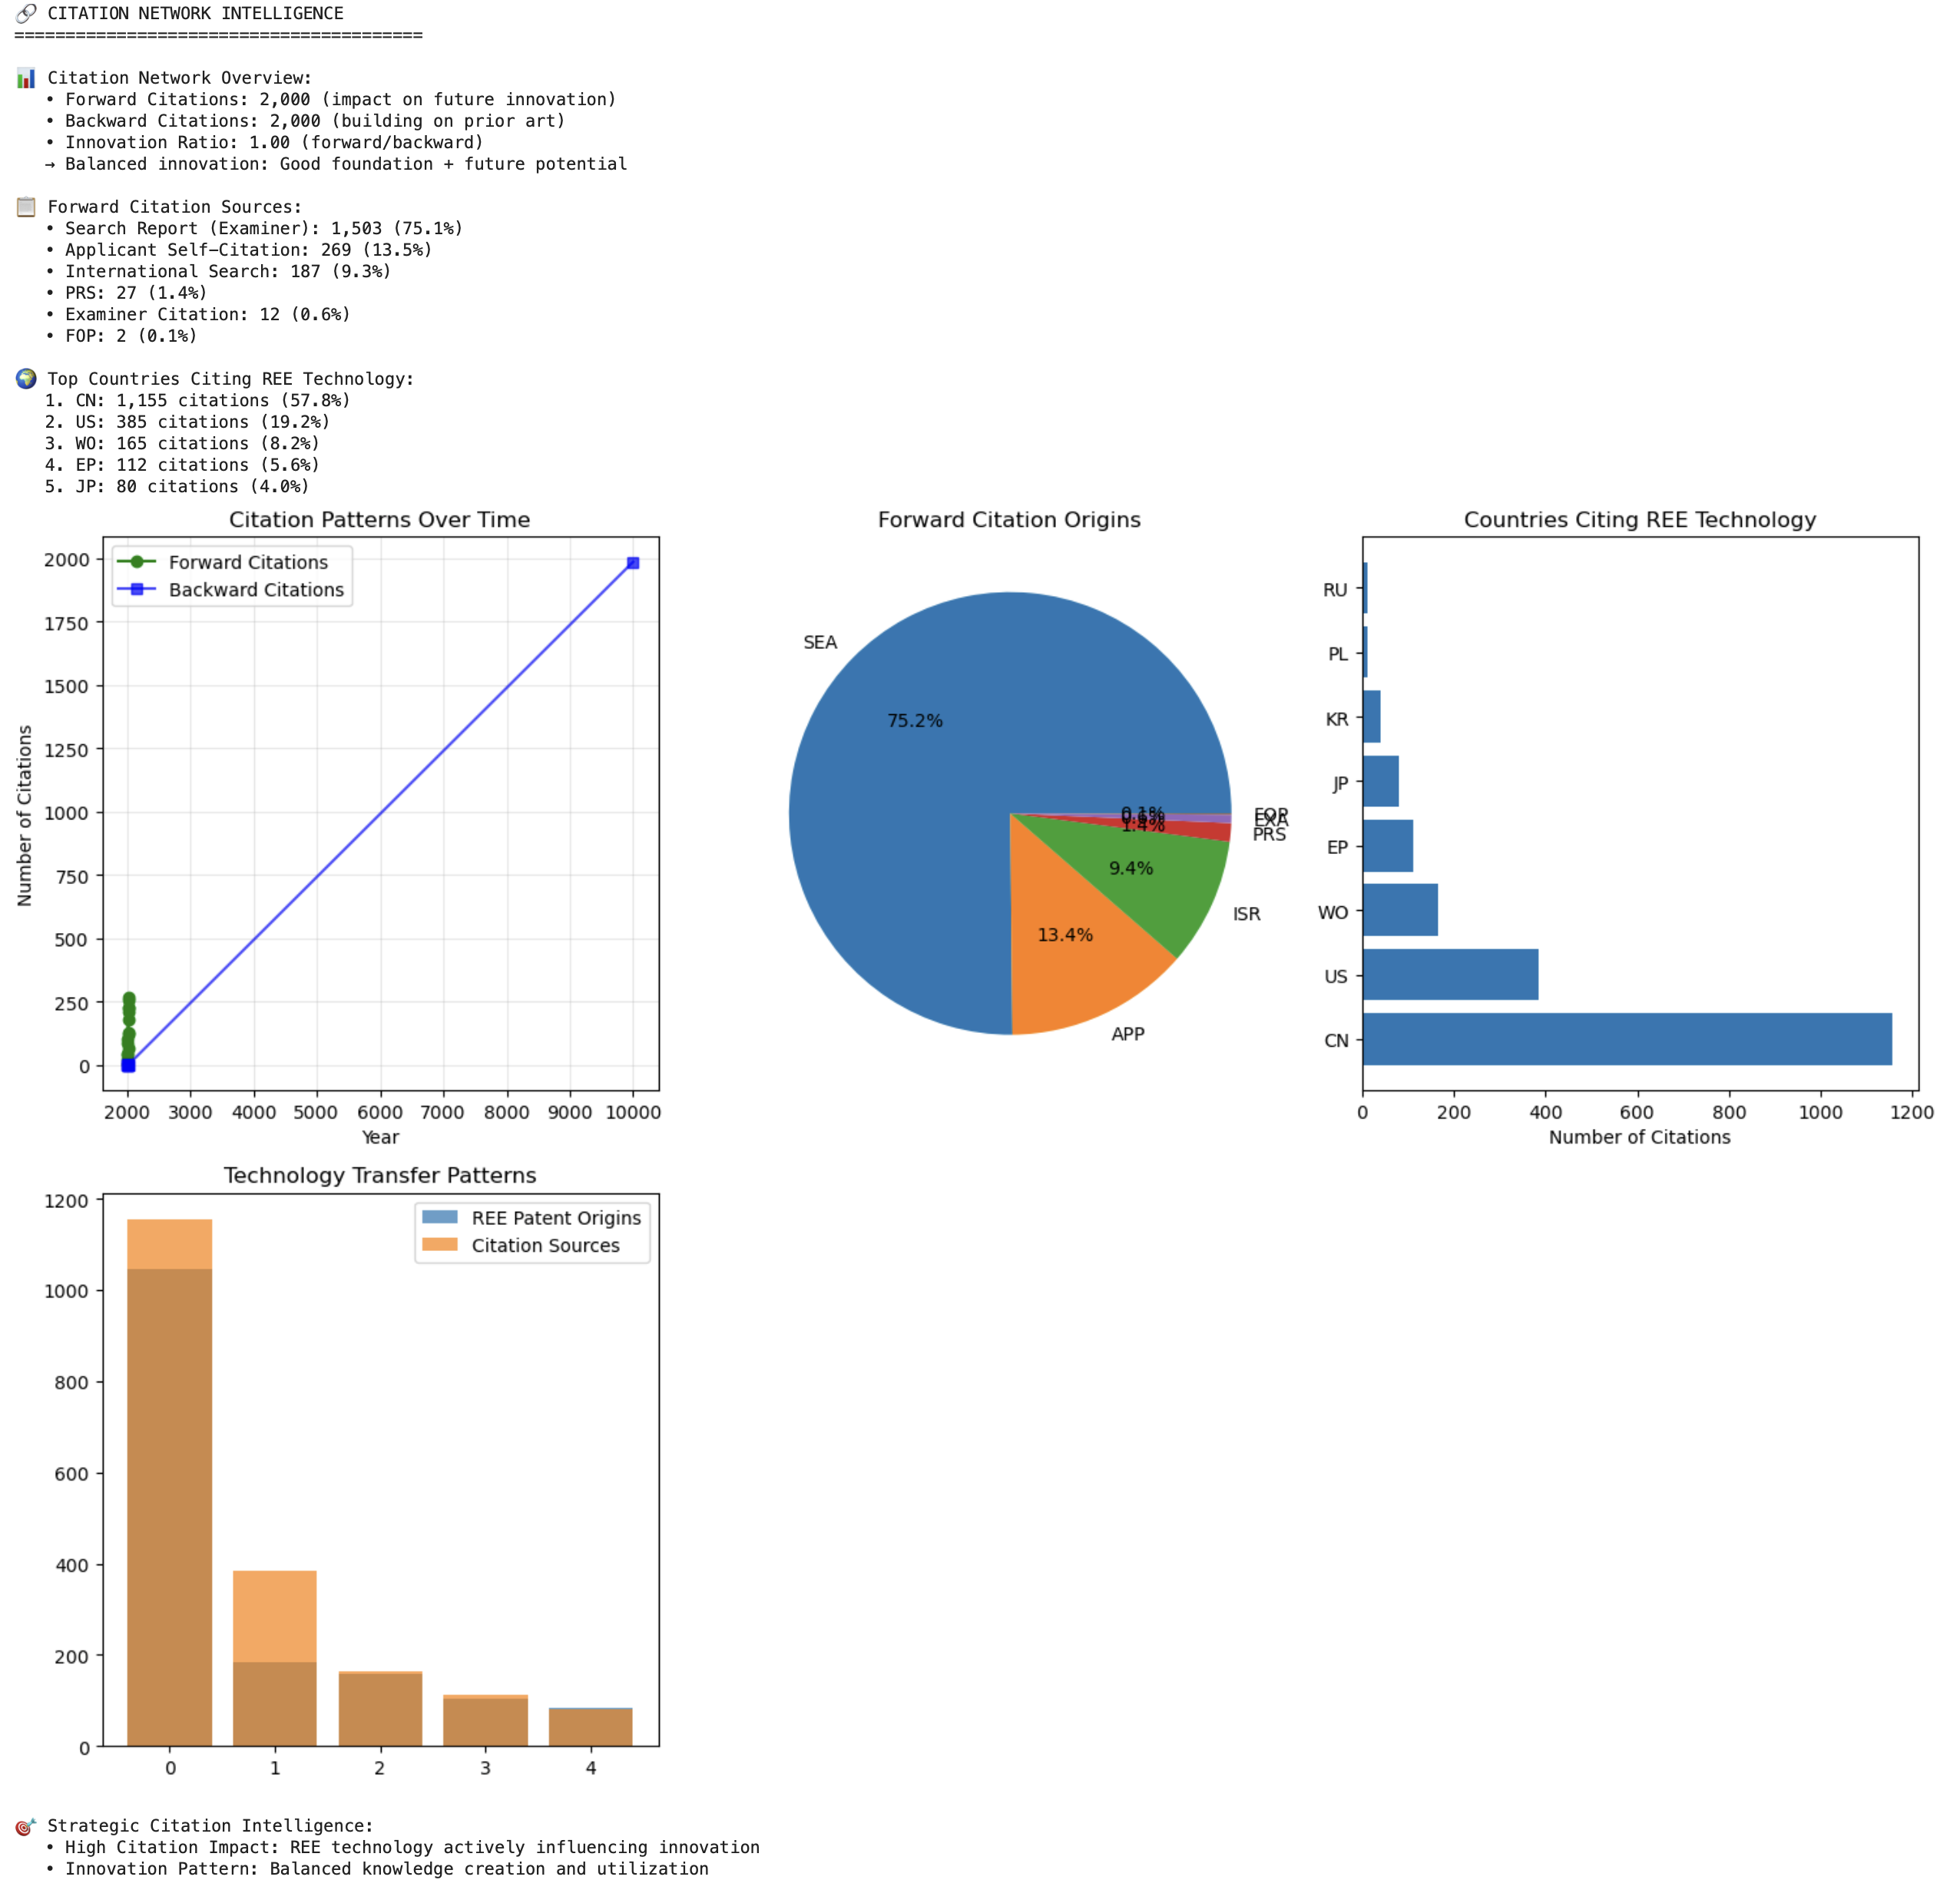 🔗 CITATION NETWORK INTELLIGENCE
========================================
📊 Citation Network Overview:
• Forward Citations: 2,000 (impact on future innovation)
• Backward Citations: 2,000 (building on prior art)
• Innovation Ratio: 1.00 (forward/backward)
→ Balanced innovation: Good foundation + future potential
📋 Forward Citation Sources:
• Search Report (Examiner): 1,503 (75.1%)
• Applicant Self-Citation: 269 (13.5%)
• International Search: 187 (9.3%)
• PRS: 27 (1.4%)
• Examiner Citation: 12 (0.6%)
• FOP: 2 (0.1%)
🌍 Top Countries Citing REE Technology:
1. CN: 1,155 citations (57.8%)
2. US: 385 citations (19.2%)
3. WO: 165 citations (8.2%)
4. EP: 112 citations (5.6%)
5. JP: 80 citations (4.0%)
Citation Patterns Over Time
Forward Citations
Backward Citations
Number of Citations
2000
1750
1500
1250
1000
750
500
250
0
2000 3000 4000 5000 6000 7000 8000 9000 10000
Year
Forward Citation Origins
SEA
75.2%
0.1%
0.6%
1.4%
FOP
EXA
PRS
9.4%
ISR
13.4%
APP
Countries Citing REE Technology
RU
PL
KR
JP
EP
WO
US
CN
0 200 400 600 800 1000 1200
Number of Citations
Technology Transfer Patterns
REE Patent Origins
Citation Sources
1200
1000
800
600
400
200
0
0 1 2 3 4
🎯 Strategic Citation Intelligence:
• High Citation Impact: REE technology actively influencing innovation
• Innovation Pattern: Balanced knowledge creation and utilization